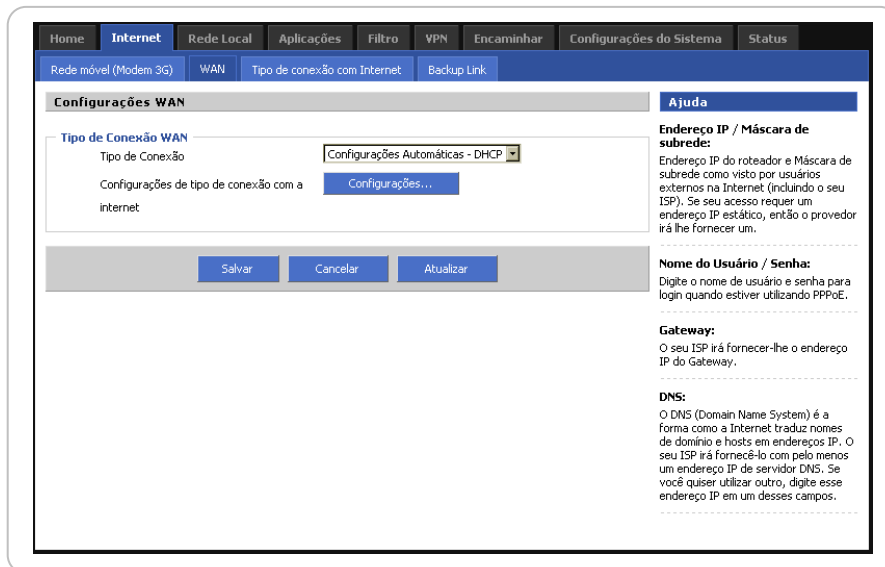 Home Internet Rede Local Aplicações Filtro VPN Encaminhar Configurações do Sistema Status
Rede móvel (Modem 3G) WAN Tipo de conexão com Internet Backup Link
Configurações WAN
Tipo de Conexão WAN
Tipo de Conexão Configurações Automáticas - DHCP
Configurações de tipo de conexão com a internet Configurações...
Salvar Cancelar Atualizar
Ajuda
Endereço IP / Máscara de
subrede:
Endereço IP do roteador e Máscara de
subrede como visto por usuários
externos na Internet (incluindo o seu
ISP). Se seu acesso requer um
endereço IP estático, então o provedor
irá lhe fornecer um.
Nome do Usuário / Senha:
Digite o nome de usuário e senha para
login quando estiver utilizando PPPoE.
Gateway:
O seu ISP irá fornecer-lhe o endereço
IP do Gateway.
DNS:
O DNS (Domain Name System) é a
forma como a Internet traduz nomes
de domínio e hosts em endereços IP. O
seu ISP irá fornecê-lo com pelo menos
um endereço IP de servidor DNS. Se
você quiser utilizar outro, digite esse
endereço IP em um desses campos.